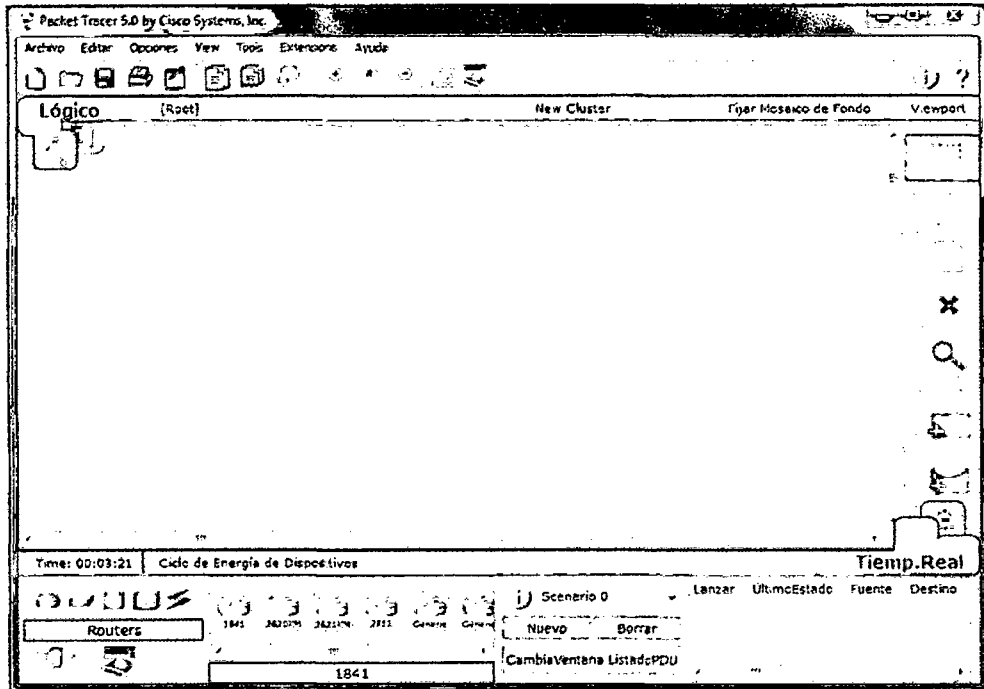 Packet Tracer 5.0 by Cisco Systems, Inc.
Archivo Editar Opciones View Tools Extensions Ayuda
Lógico [Root] New Cluster Fijar Mosaico de Fondo Viewport
Time: 00:03:21 Ciclo de Energía de Dispositivos Tiemp.Real
Scenario 0 Lanzar ÚltimoEstado Fuente Destino
1841 2620XM 2621XM 2811 Generic Generic
Routers Nuevo Borrar
CambiaVentana ListadoPDU
1841